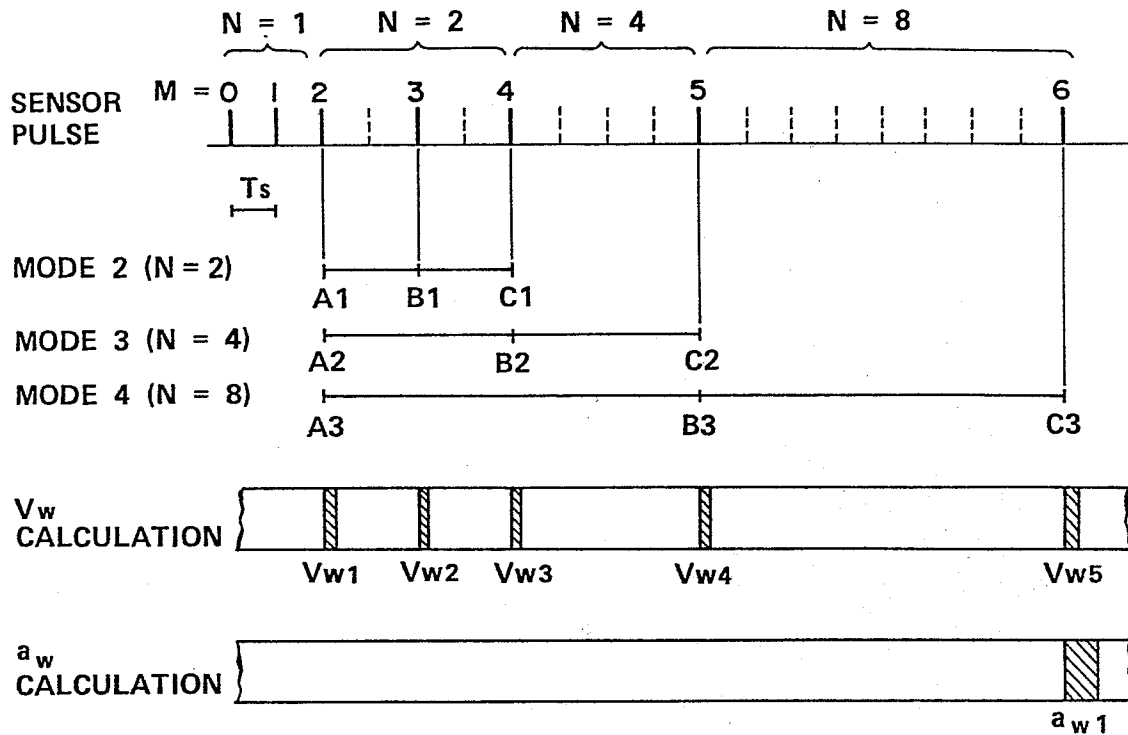 N = 1 N = 2 N = 4 N = 8
SENSOR PULSE
M = 0 1 2 3 4 5 6
Ts
MODE 2 (N = 2)
A1 B1 C1
MODE 3 (N = 4)
A2 B2 C2
MODE 4 (N = 8)
A3 B3 C3
Vw
CALCULATION
Vw1 Vw2 Vw3 Vw4 Vw5
aw
CALCULATION
aw1